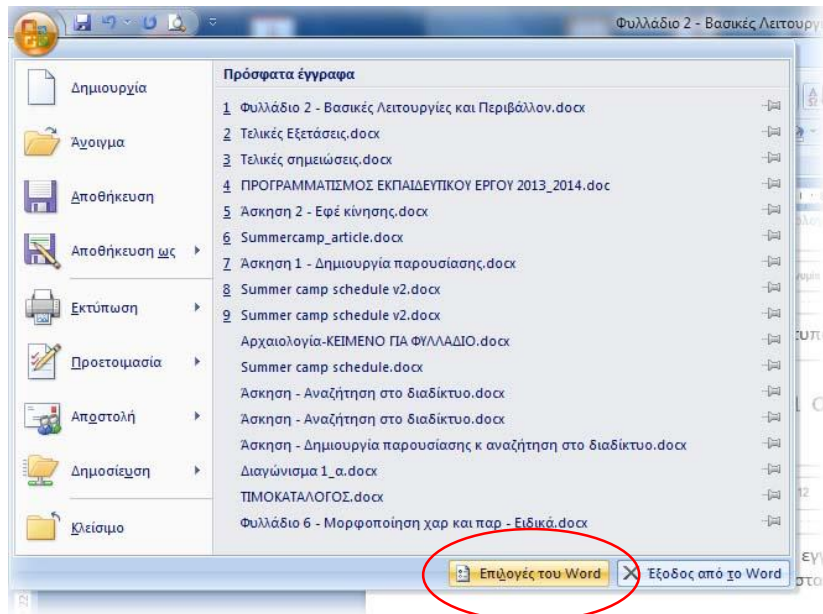 Φυλλάδιο 2 - Βασικές Λειτουργ
Δημιουργία
Άνοιγμα
Αποθήκευση
Αποθήκευση ως
Εκτύπωση
Προετοιμασία
Αποστολή
Δημοσίευση
Κλείσιμο
Πρόσφατα έγγραφα
1 Φυλλάδιο 2 - Βασικές Λειτουργίες και Περιβάλλον.docx
2 Τελικές Εξετάσεις.docx
3 Τελικές σημειώσεις.docx
4 ΠΡΟΓΡΑΜΜΑΤΙΣΜΟΣ ΕΚΠΑΙΔΕΥΤΙΚΟΥ ΕΡΓΟΥ 2013_2014.doc
5 Άσκηση 2 - Εφέ κίνησης.docx
6 Summercamp_article.docx
7 Άσκηση 1 - Δημιουργία παρουσίασης.docx
8 Summer camp schedule v2.docx
9 Summer camp schedule v2.docx
Αρχαιολογία-ΚΕΙΜΕΝΟ ΓΙΑ ΦΥΛΛΑΔΙΟ.docx
Summer camp schedule.docx
Άσκηση - Αναζήτηση στο διαδίκτυο.docx
Άσκηση - Αναζήτηση στο διαδίκτυο.docx
Άσκηση - Δημιουργία παρουσίασης κ αναζήτηση στο διαδίκτυο.docx
Διαγώνισμα 1_α.docx
ΤΙΜΟΚΑΤΑΛΟΓΟΣ.docx
Φυλλάδιο 6 - Μορφοποίηση χαρ και παρ - Ειδικά.docx
Επιλογές του Word
Έξοδος από το Word
12